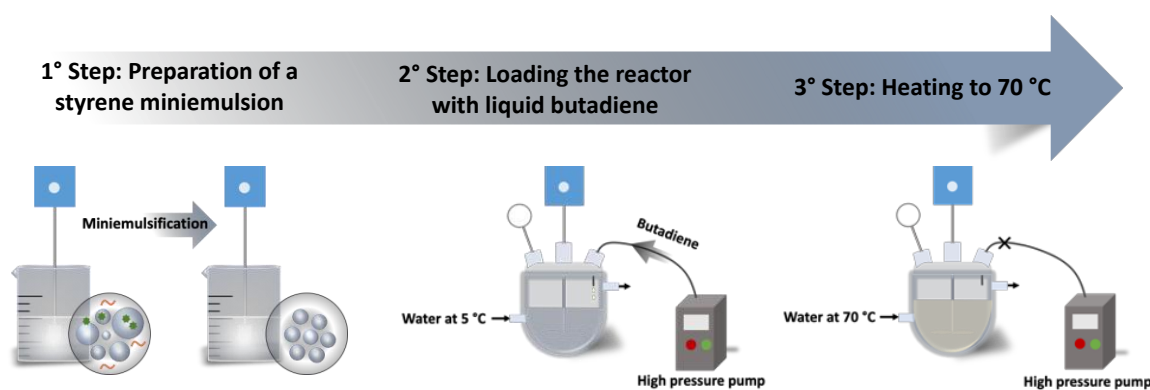 1° Step: Preparation of a
styrene miniemulsion
2° Step: Loading the reactor
with liquid butadiene
3° Step: Heating to 70 °C
Miniemulsification
Butadiene
Water at 5 °C
High pressure pump
Water at 70 °C
High pressure pump